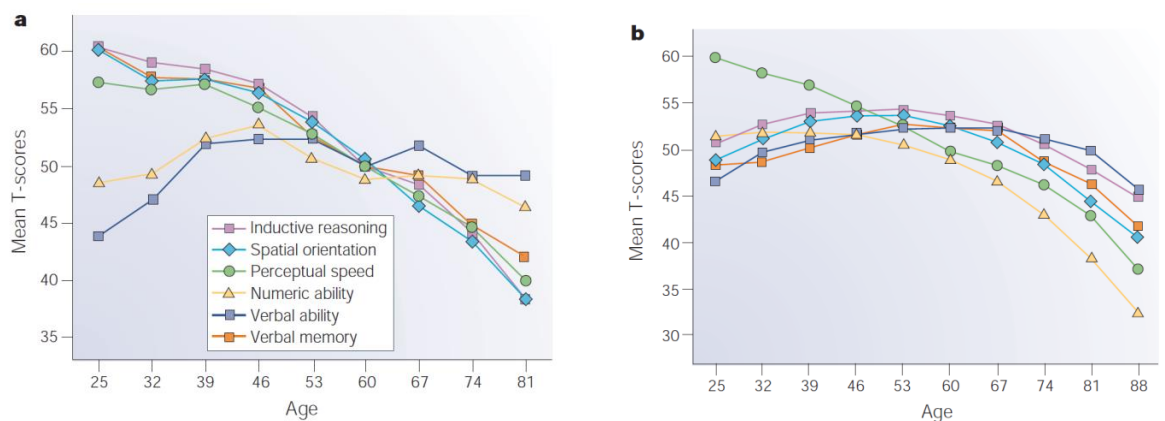 a
60
55
50
45
40
35
Mean T-scores
Inductive reasoning
Spatial orientation
Perceptual speed
Numeric ability
Verbal ability
Verbal memory
25 32 39 46 53 60 67 74 81
Age
b
60
55
50
45
40
35
30
Mean T-scores
25 32 39 46 53 60 67 74 81 88
Age